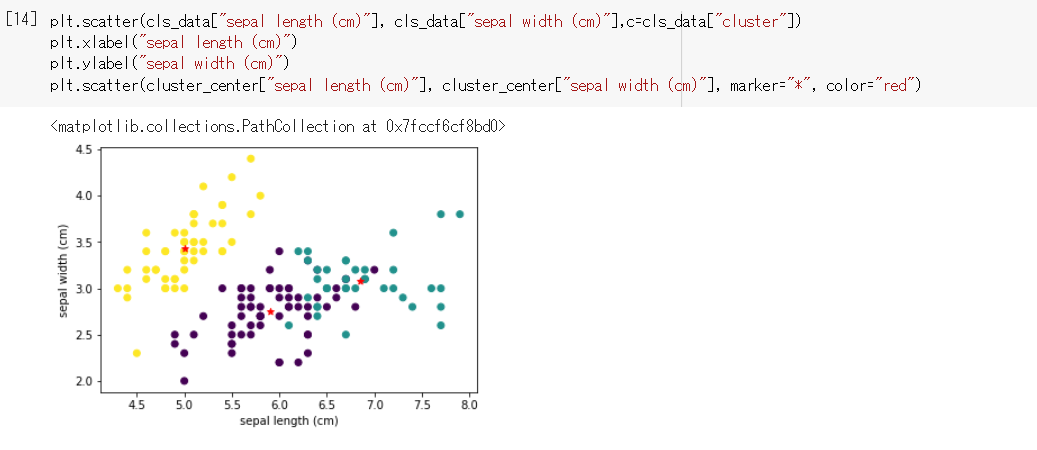 [14] plt.scatter(cls_data["sepal length (cm)"], cls_data["sepal width (cm)"],c=cls_data["cluster"])
plt.xlabel("sepal length (cm)")
plt.ylabel("sepal width (cm)")
plt.scatter(cluster_center["sepal length (cm)"], cluster_center["sepal width (cm)"], marker="*", color="red")
<matplotlib.collections.PathCollection at 0x7fccf6cf8bd0>
4.5
4.0
3.5
3.0
2.5
2.0
sepal width (cm)
4.5 5.0 5.5 6.0 6.5 7.0 7.5 8.0
sepal length (cm)